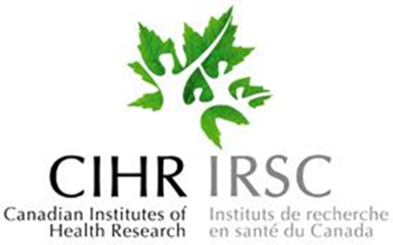 CIHR IRSC
Canadian Institutes of Instituts de recherche
Health Research en santé du Canada